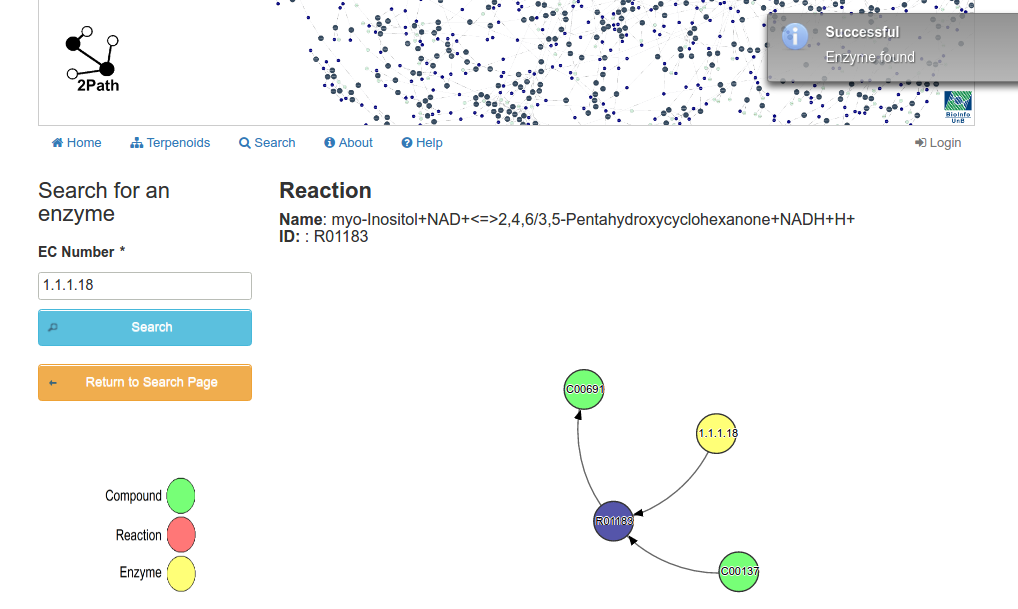 2Path
Successful
Enzyme found
BioInfo
UnB
Home
Terpenoids
Search
About
Help
Login
Search for an
enzyme
EC Number *
1.1.1.18
Search
Return to Search Page
Compound
Reaction
Enzyme
Reaction
Name: myo-Inositol+NAD+<=>2,4,6/3,5-Pentahydroxycyclohexanone+NADH+H+
ID: : R01183
C00691
1.1.1.18
R01183
C00137